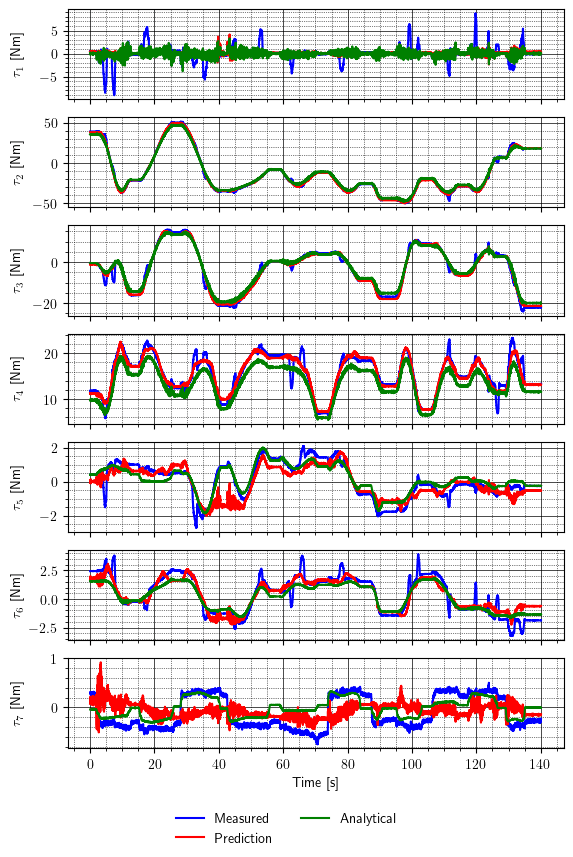 τ1 [Nm]
5
0
−5
τ2 [Nm]
50
0
−50
τ3 [Nm]
0
−20
τ4 [Nm]
20
10
τ5 [Nm]
2
0
−2
τ6 [Nm]
2.5
0.0
−2.5
τ7 [Nm]
1
0
0 20 40 60 80 100 120 140
Time [s]
Measured Analytical
Prediction